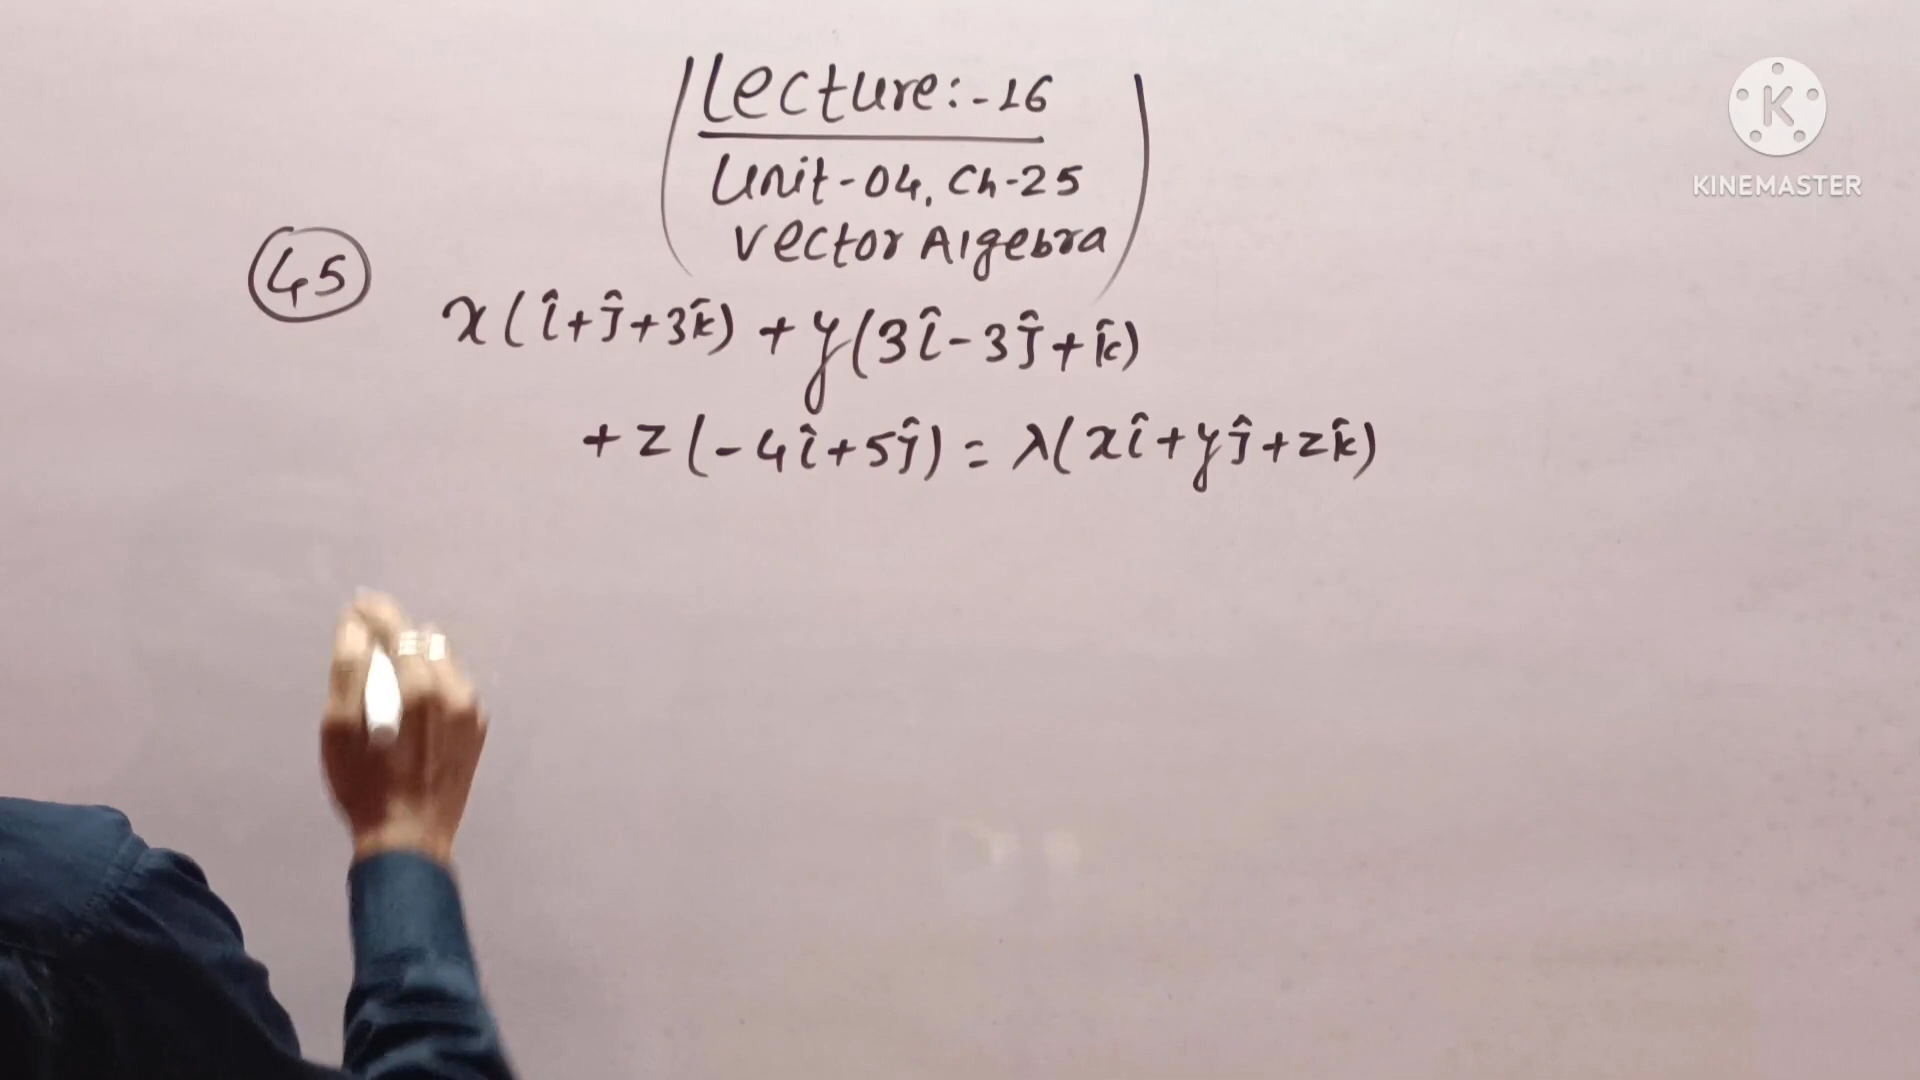 Lecture:-16
Unit-04, Ch-25
Vector Algebra
45
x(î+ĵ+3k̂) + y(3î-3ĵ+k̂)
+z(-4î+5ĵ) = λ(xî+yĵ+zk̂)
K
KINEMASTER